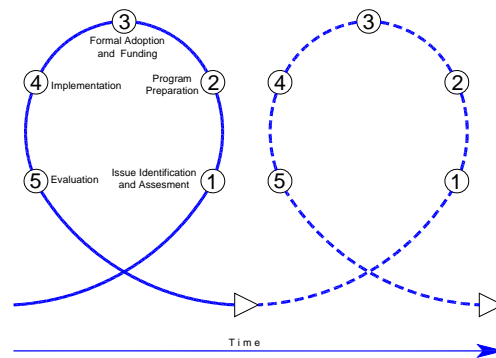 3
3
Formal Adoption
and Funding
4
Implementation
Program
Preparation
2
4
2
5
Evaluation
Issue Identification
and Assesment
1
5
1
Time